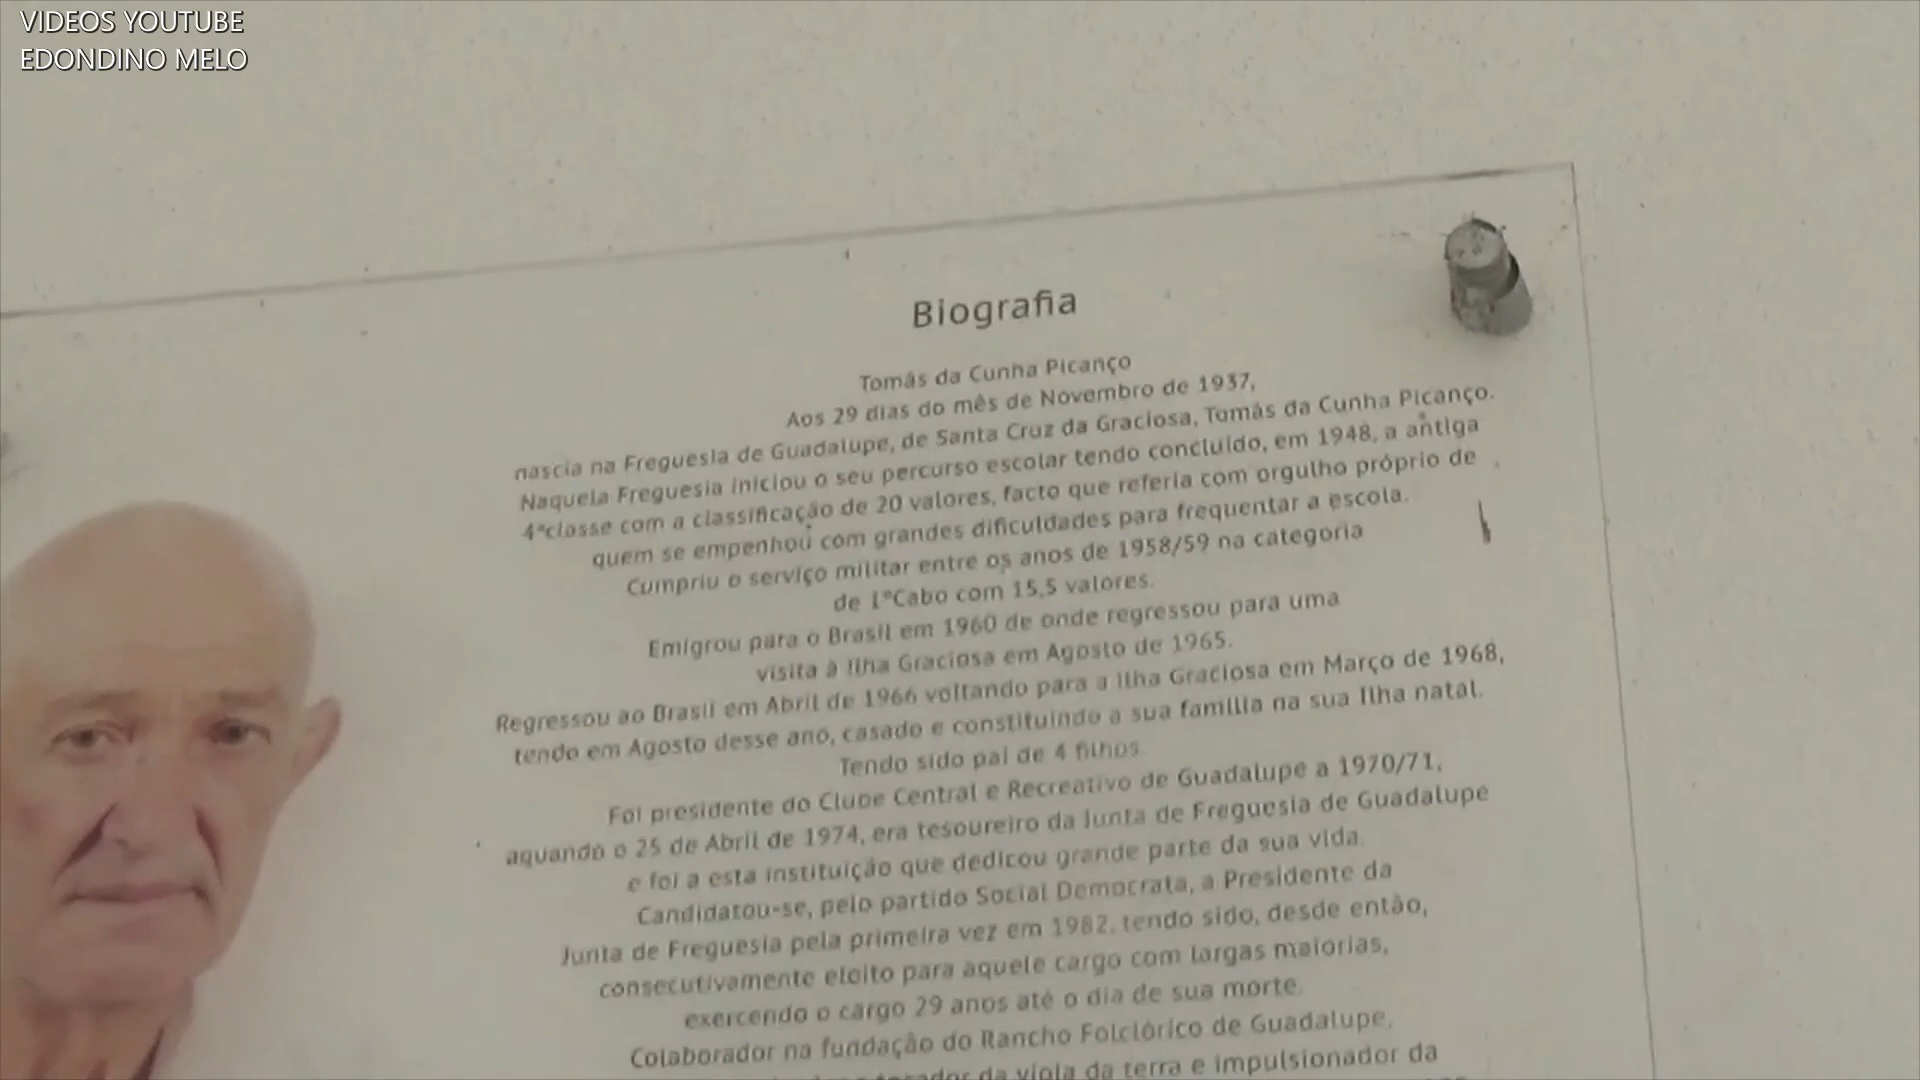 VIDEOS YOUTUBE
EDONDINO MELO
Biografia
Tomás da Cunha Picanço
Aos 29 dias do mês de Novembro de 1937,
nascia na Freguesia de Guadalupe, de Santa Cruz da Graciosa, Tomás da Cunha Picanço.
Naquela Freguesia iniciou o seu percurso escolar tendo concluído, em 1948, a antiga
4ªclasse com a classificação de 20 valores, facto que referia com orgulho próprio de
quem se empenhou com grandes dificuldades para frequentar a escola.
Cumpriu o serviço militar entre os anos de 1958/59 na categoria
de 1ºCabo com 15,5 valores.
Emigrou para o Brasil em 1960 de onde regressou para uma
visita à Ilha Graciosa em Agosto de 1965.
Regressou ao Brasil em Abril de 1966 voltando para a Ilha Graciosa em Março de 1968,
tendo em Agosto desse ano, casado e constituindo a sua família na sua Ilha natal.
Tendo sido pai de 4 filhos
Foi presidente do Clube Central e Recreativo de Guadalupe a 1970/71,
aquando o 25 de Abril de 1974, era tesoureiro da Junta de Freguesia de Guadalupe
e foi a esta instituição que dedicou grande parte da sua vida.
Candidatou-se, pelo partido Social Democrata, a Presidente da
Junta de Freguesia pela primeira vez em 1982, tendo sido, desde então,
consecutivamente eleito para aquele cargo com largas maiorias,
exercendo o cargo 29 anos até o dia de sua morte.
Colaborador na fundação do Rancho Folclórico de Guadalupe,
tocador da viola da terra e impulsionador da